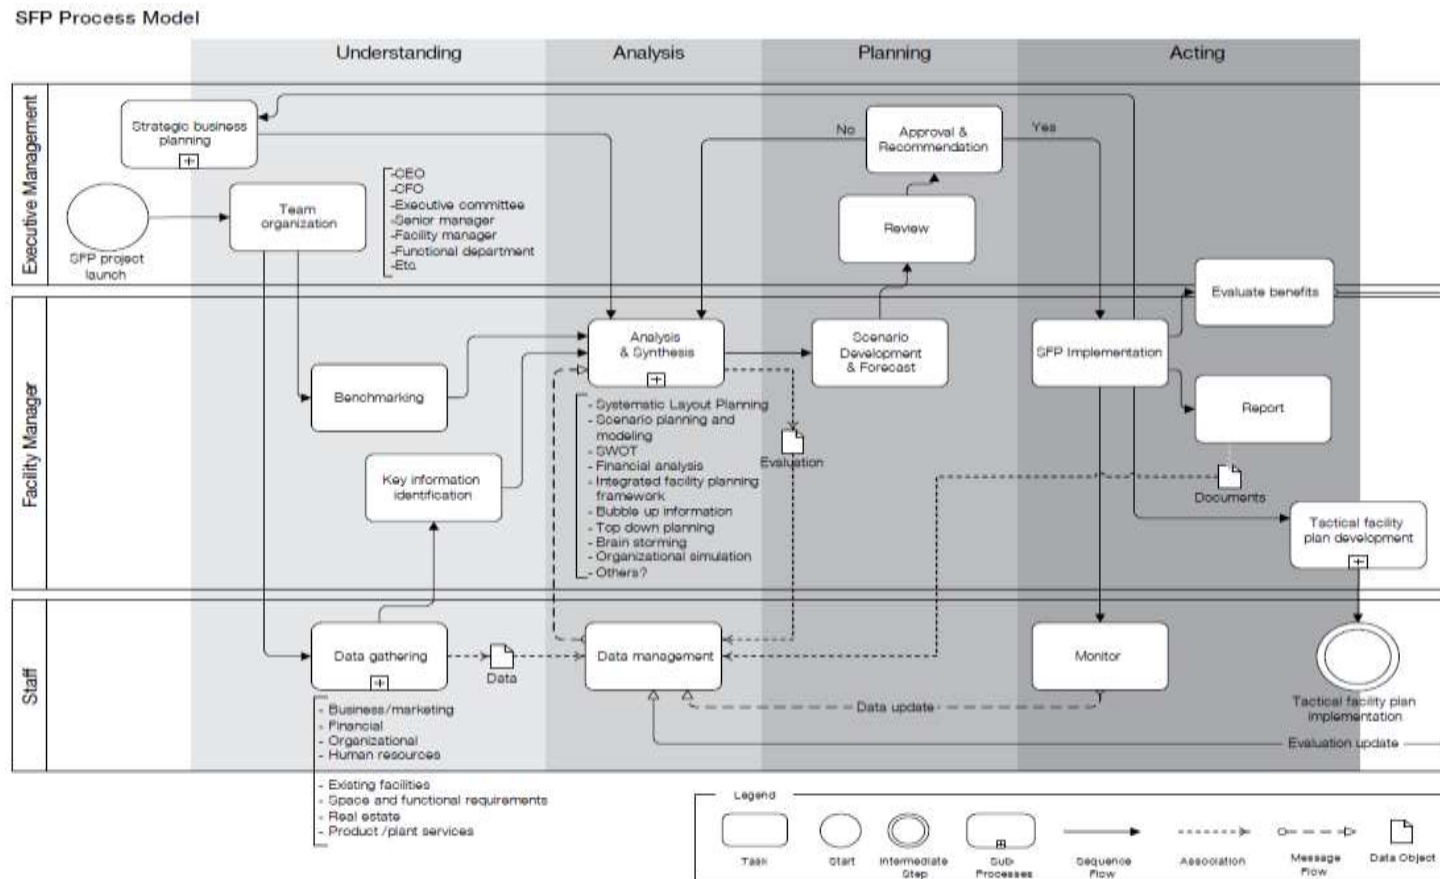 SFP Process Model
Understanding
Analysis
Planning
Acting
Executive Management
Strategic business
planning
SFP project
launch
Team
organization
-CEO
-CFO
-Executive committee
-Senior manager
-Facility manager
-Functional department
-Etc.
No
Approval &
Recommendation
Yes
Review
Evaluate benefits
Facility Manager
Benchmarking
Key information
identification
Analysis
& Synthesis
- Systematic Layout Planning
- Scenario planning and
modeling
- SWOT
- Financial analysis
- Integrated facility planning
framework
- Bubble up information
- Top down planning
- Brain storming
- Organizational simulation
- Others?
Evaluation
Scenario
Development
& Forecast
SFP Implementation
Report
Documents
Tactical facility
plan development
Staff
Data gathering
Data
Data management
Monitor
Tactical facility plan
implementation
Data update
Evaluation update
- Business/marketing
- Financial
- Organizational
- Human resources
- Existing facilities
- Space and functional requirements
- Real estate
- Product /plant services
Legend
Task
Start
Intermediate
Step
Sub-
Processes
Sequence
Flow
Association
Message
Flow
Data Object